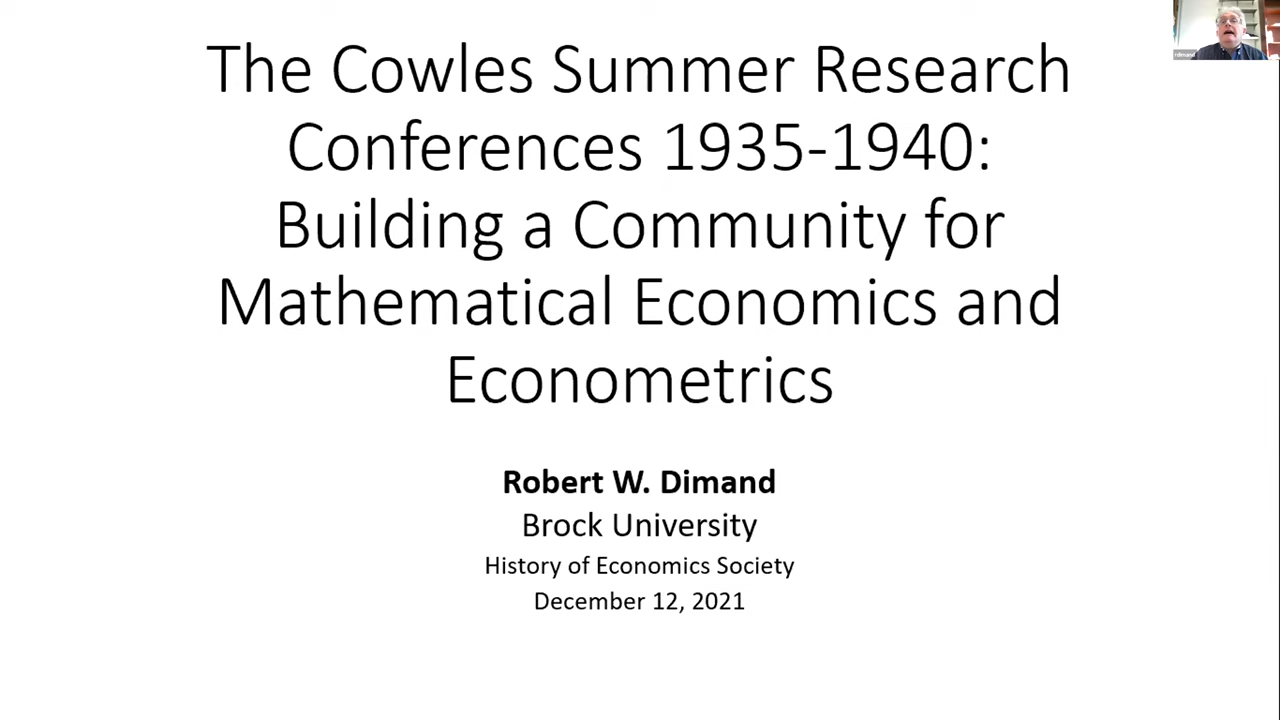 The Cowles Summer Research
Conferences 1935-1940:
Building a Community for
Mathematical Economics and
Econometrics
Robert W. Dimand
Brock University
History of Economics Society
December 12, 2021
rdimand